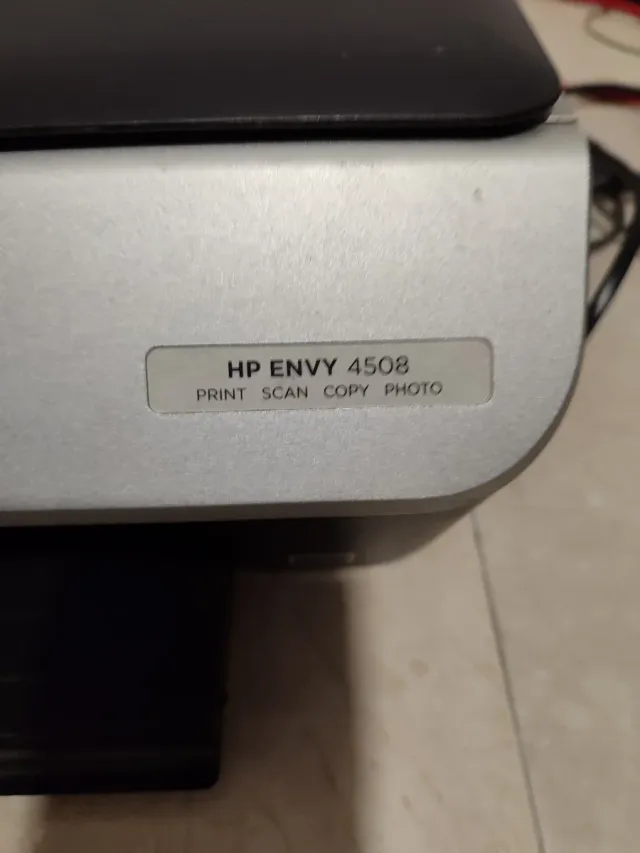 HP ENVY 4508
PRINT SCAN COPY PHOTO